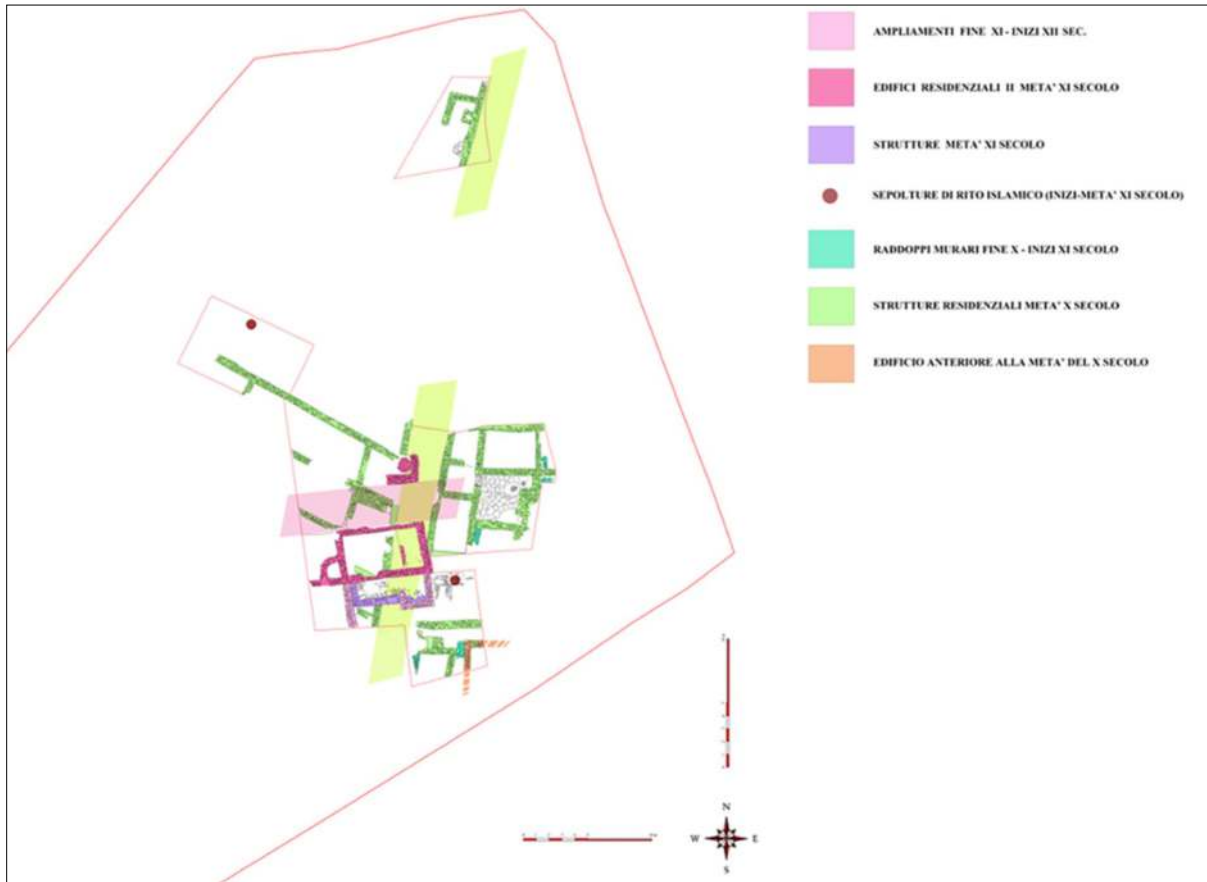 AMPLIAMENTI FINE XI - INIZI XII SEC.
EDIFICI RESIDENZIALI II META' XI SECOLO
STRUTTURE META' XI SECOLO
SEPOLTURE DI RITO ISLAMICO (INIZI-META' XI SECOLO)
RADDOPPI MURARI FINE X - INIZI XI SECOLO
STRUTTURE RESIDENZIALI META' X SECOLO
EDIFICIO ANTERIORE ALLA META' DEL X SECOLO
N
W E
S